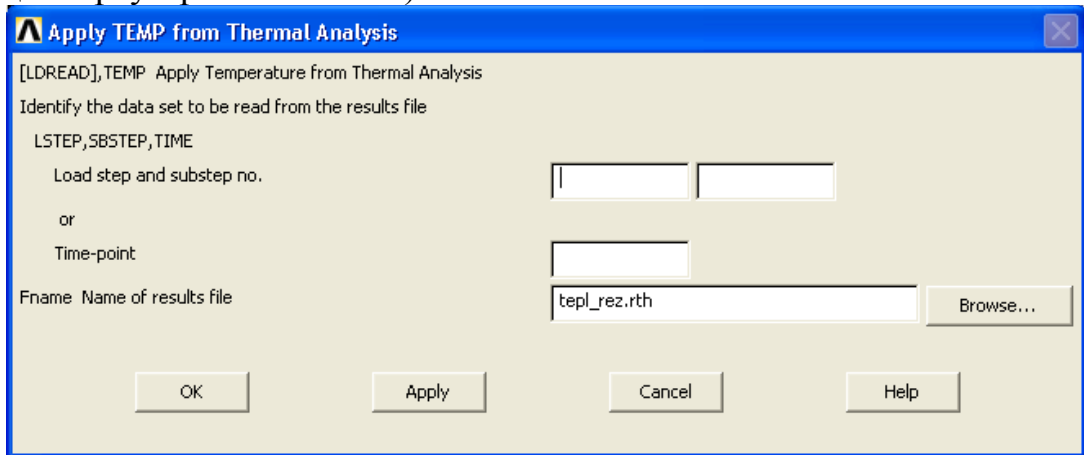 Apply TEMP from Thermal Analysis
[LDREAD],TEMP Apply Temperature from Thermal Analysis
Identify the data set to be read from the results file
LSTEP,SBSTEP,TIME
Load step and substep no.
or
Time-point
Fname Name of results file tepl_rez.rth Browse...
OK Apply Cancel Help